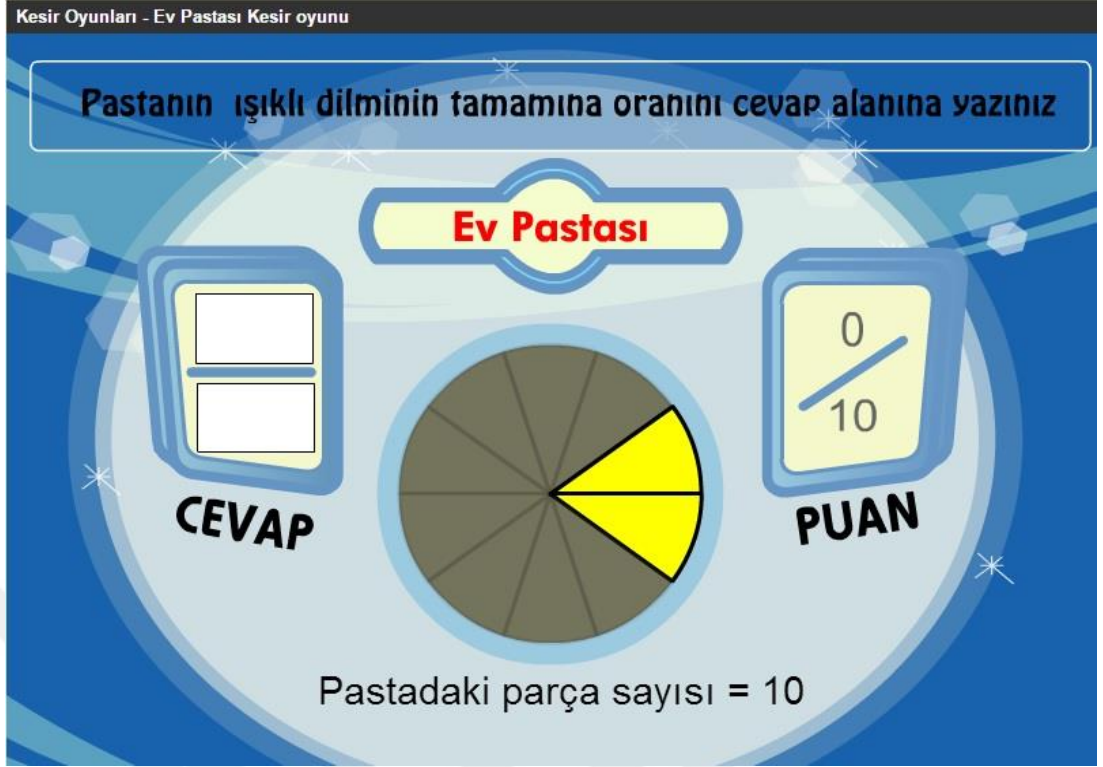 Kesir Oyunları - Ev Pastası Kesir oyunu
Pastanın ışıklı dilminin tamamına oranını cevap alanına yazınız
Ev Pastası
0
10
CEVAP
PUAN
Pastadaki parça sayısı = 10